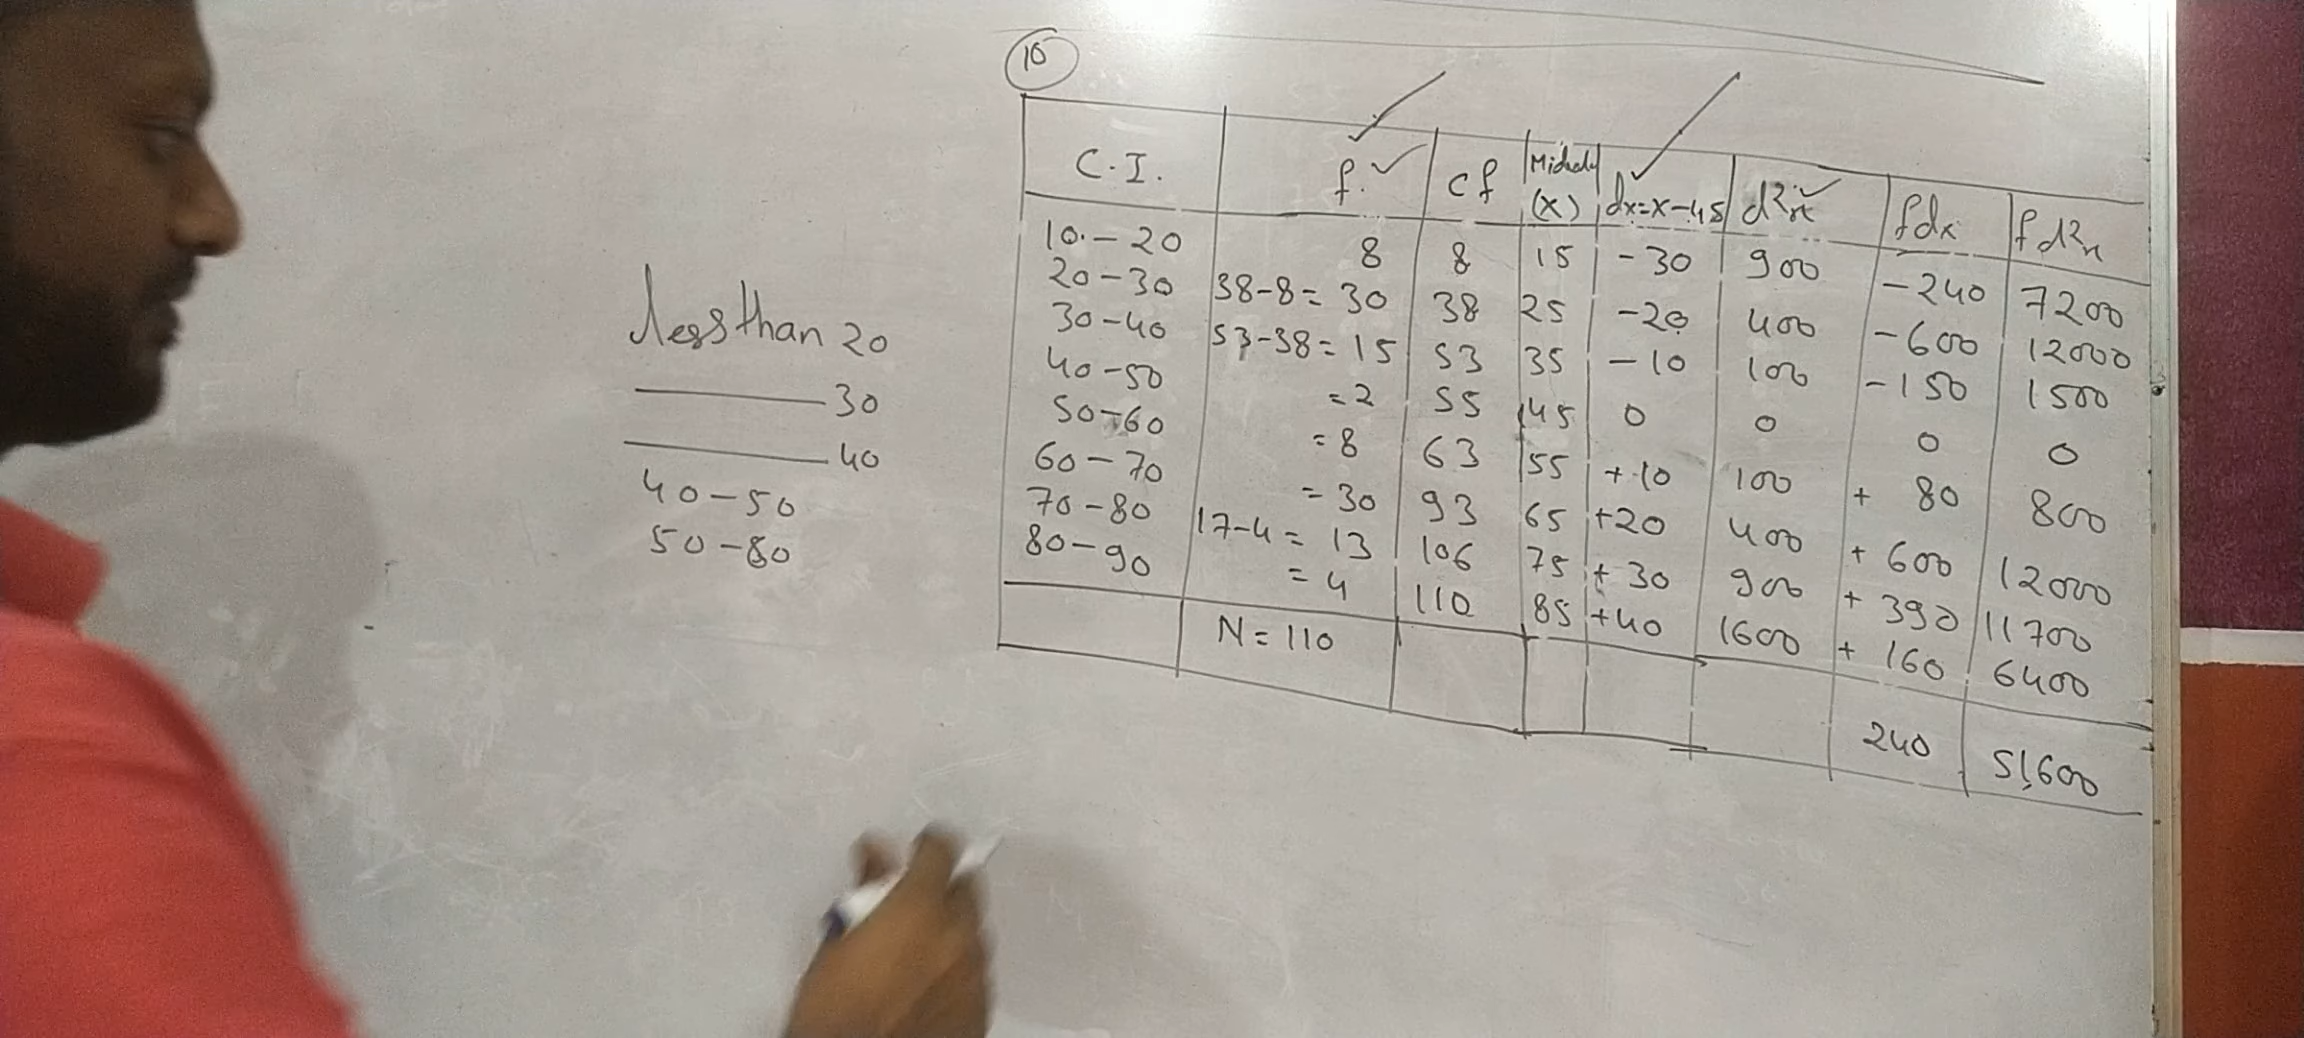 16
C.I. f. cf Midvalu (x) dx=x-45 d²x fdx fd²x
10-20 8 8 15 -30 900 -240 7200
20-30 38-8= 30 38 25 -20 400 -600 12000
30-40 53-38= 15 53 35 -10 100 -150 1500
40-50 =2 55 45 0 0 0 0
50-60 =8 63 55 +10 100 + 80 800
60-70 =30 93 65 +20 400 + 600 12000
70-80 17-4= 13 106 75 +30 900 + 390 11700
80-90 =4 110 85 +40 1600 + 160 6400
N=110 240 51,600
less than 20
30
40
40-50
50-80